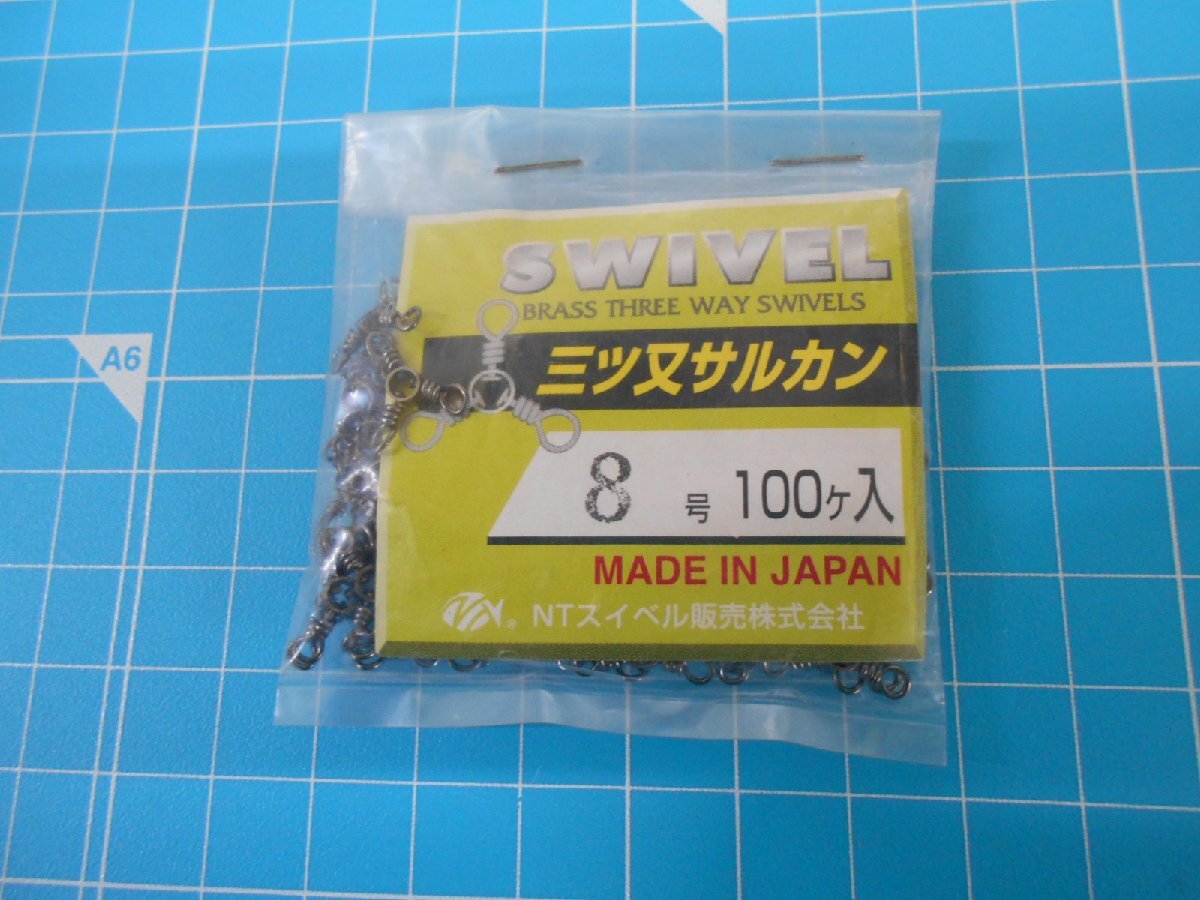 SWIVEL
BRASS THREE WAY SWIVELS
三ツ又サルカン
8 号 100ヶ入
MADE IN JAPAN
NTスイベル販売株式会社
A6